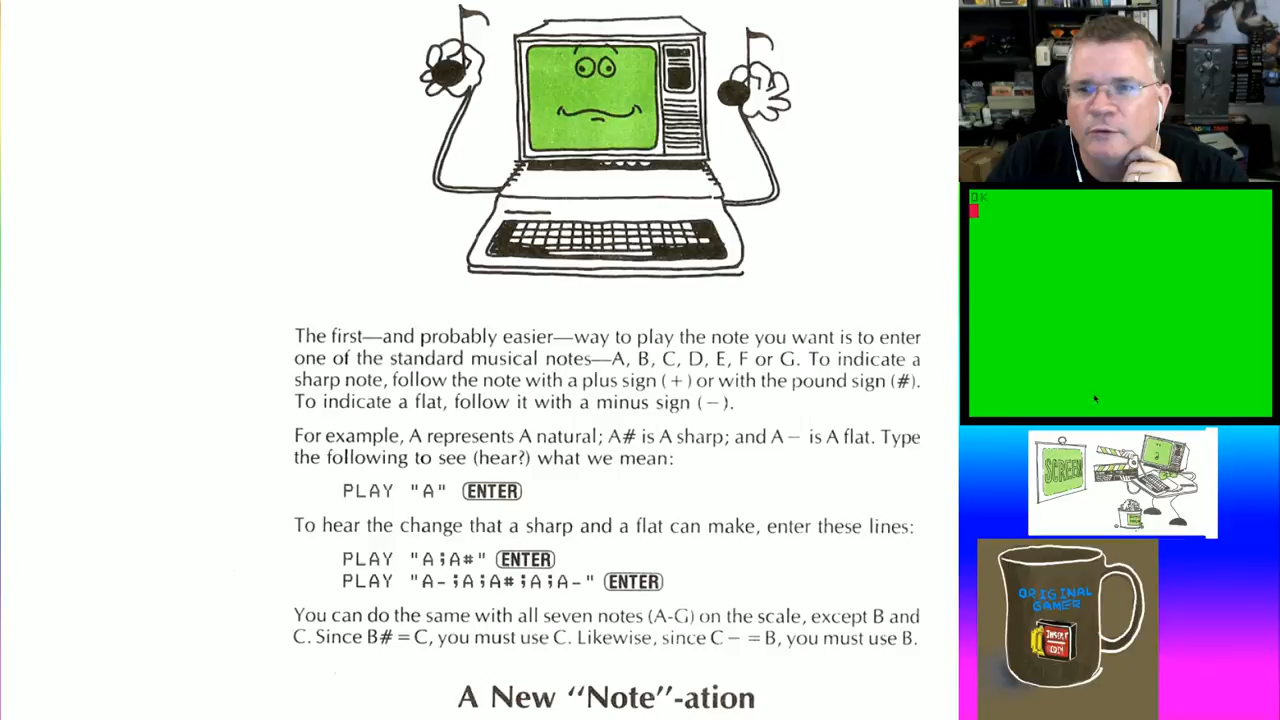 The first—and probably easier—way to play the note you want is to enter
one of the standard musical notes—A, B, C, D, E, F or G. To indicate a
sharp note, follow the note with a plus sign (+) or with the pound sign (#).
To indicate a flat, follow it with a minus sign (−).
For example, A represents A natural; A# is A sharp; and A− is A flat. Type
the following to see (hear?) what we mean:
PLAY "A" ENTER
To hear the change that a sharp and a flat can make, enter these lines:
PLAY "A;A#" ENTER
PLAY "A-;A;A#;A;A-" ENTER
You can do the same with all seven notes (A-G) on the scale, except B and
C. Since B# = C, you must use C. Likewise, since C− = B, you must use B.
A New "Note"-ation
OK
SCREEN
ORIGINAL
GAMER
INSERT
COIN